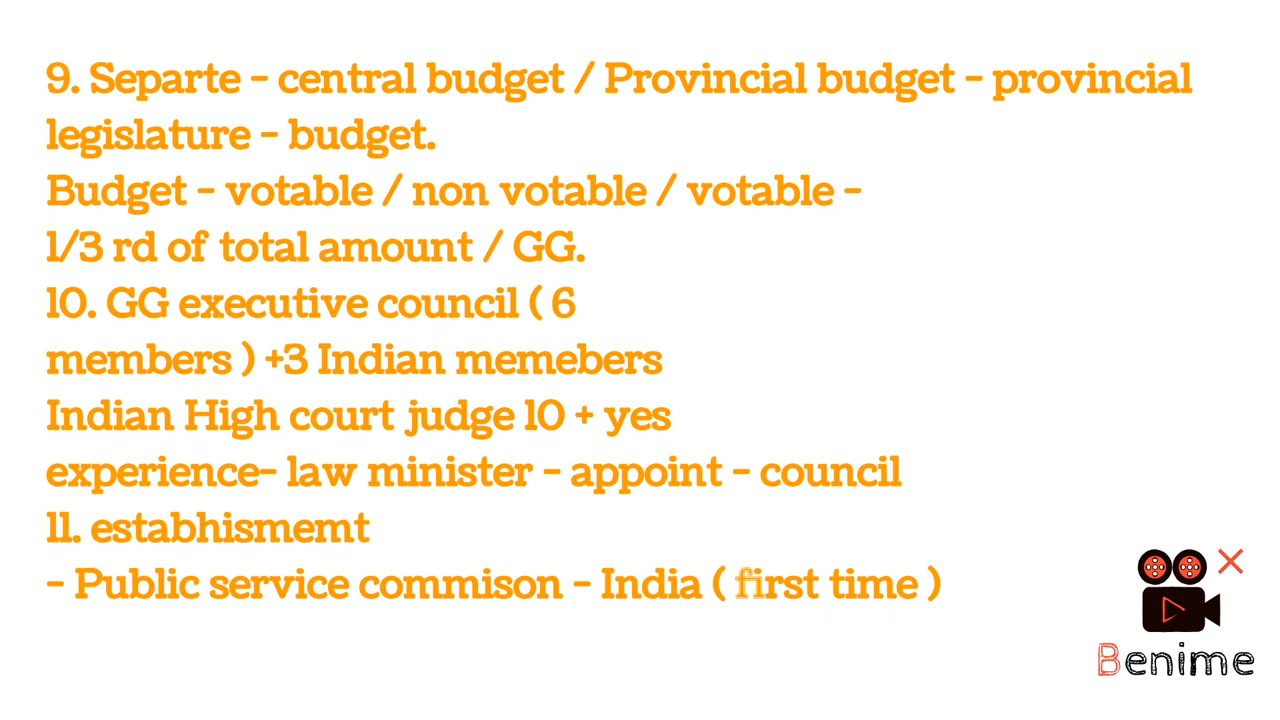 9. Separte - central budget / Provincial budget - provincial
legislature - budget.
Budget - votable / non votable / votable -
1/3 rd of total amount / GG.
10. GG executive council ( 6
members ) +3 Indian memebers
Indian High court judge 10 + yes
experience- law minister - appoint - council
11. estabhismemt
- Public service commison - India ( first time )
Benime